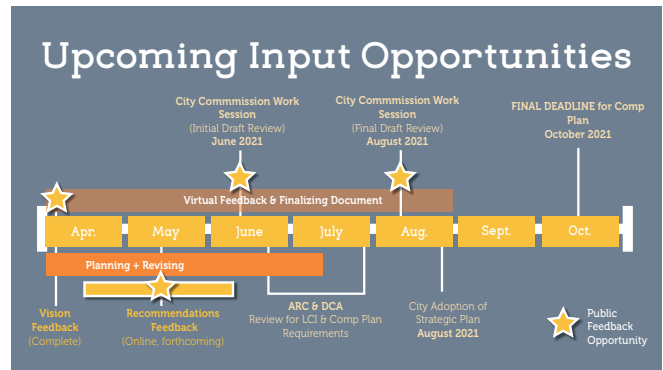 Upcoming Input Opportunities
City Commmission Work
Session
(Initial Draft Review)
June 2021
City Commmission Work
Session
(Final Draft Review)
August 2021
FINAL DEADLINE for Comp
Plan
October 2021
Virtual Feedback & Finalizing Document
Apr.
May
June
July
Aug.
Sept.
Oct.
Planning + Revising
Vision
Feedback
(Complete)
Recommendations
Feedback
(Online, forthcoming)
ARC & DCA
Review for LCI & Comp Plan
Requirements
City Adoption of
Strategic Plan
August 2021
Public
Feedback
Opportunity